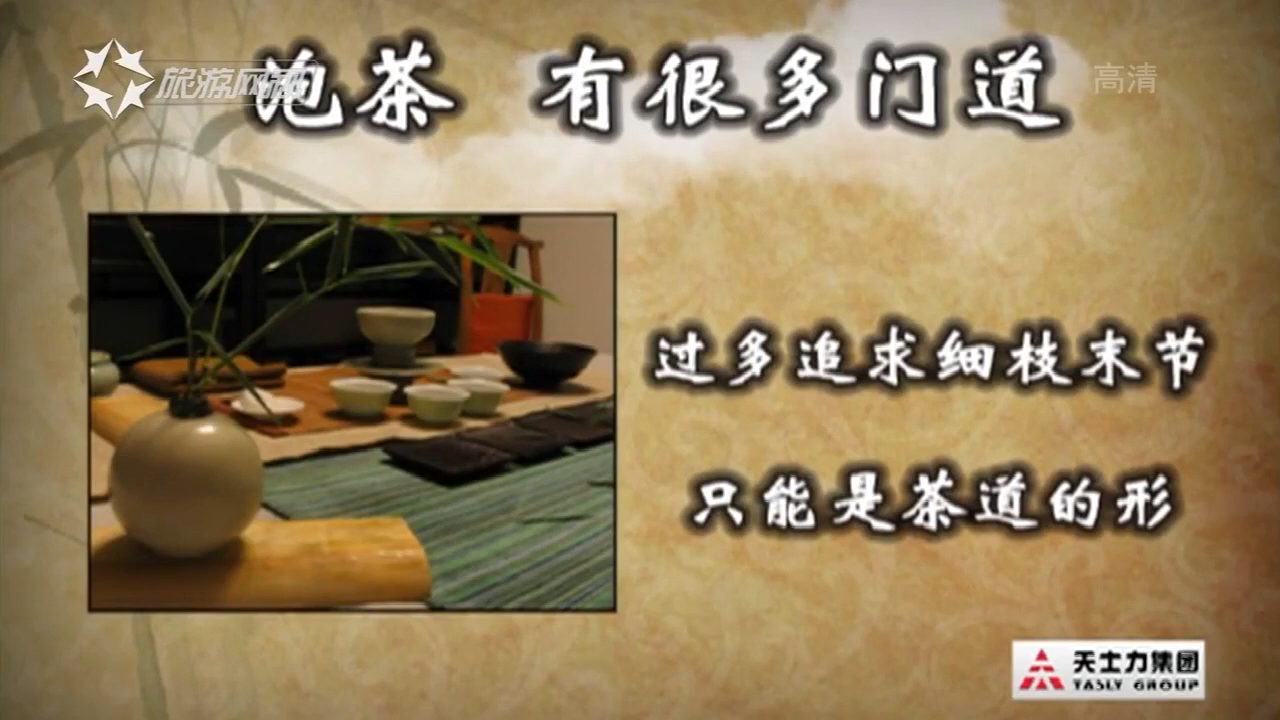 旅游网视
高清
泡茶 有很多门道
过多追求细枝末节
只能是茶道的形
天士力集团
TASLY GROUP